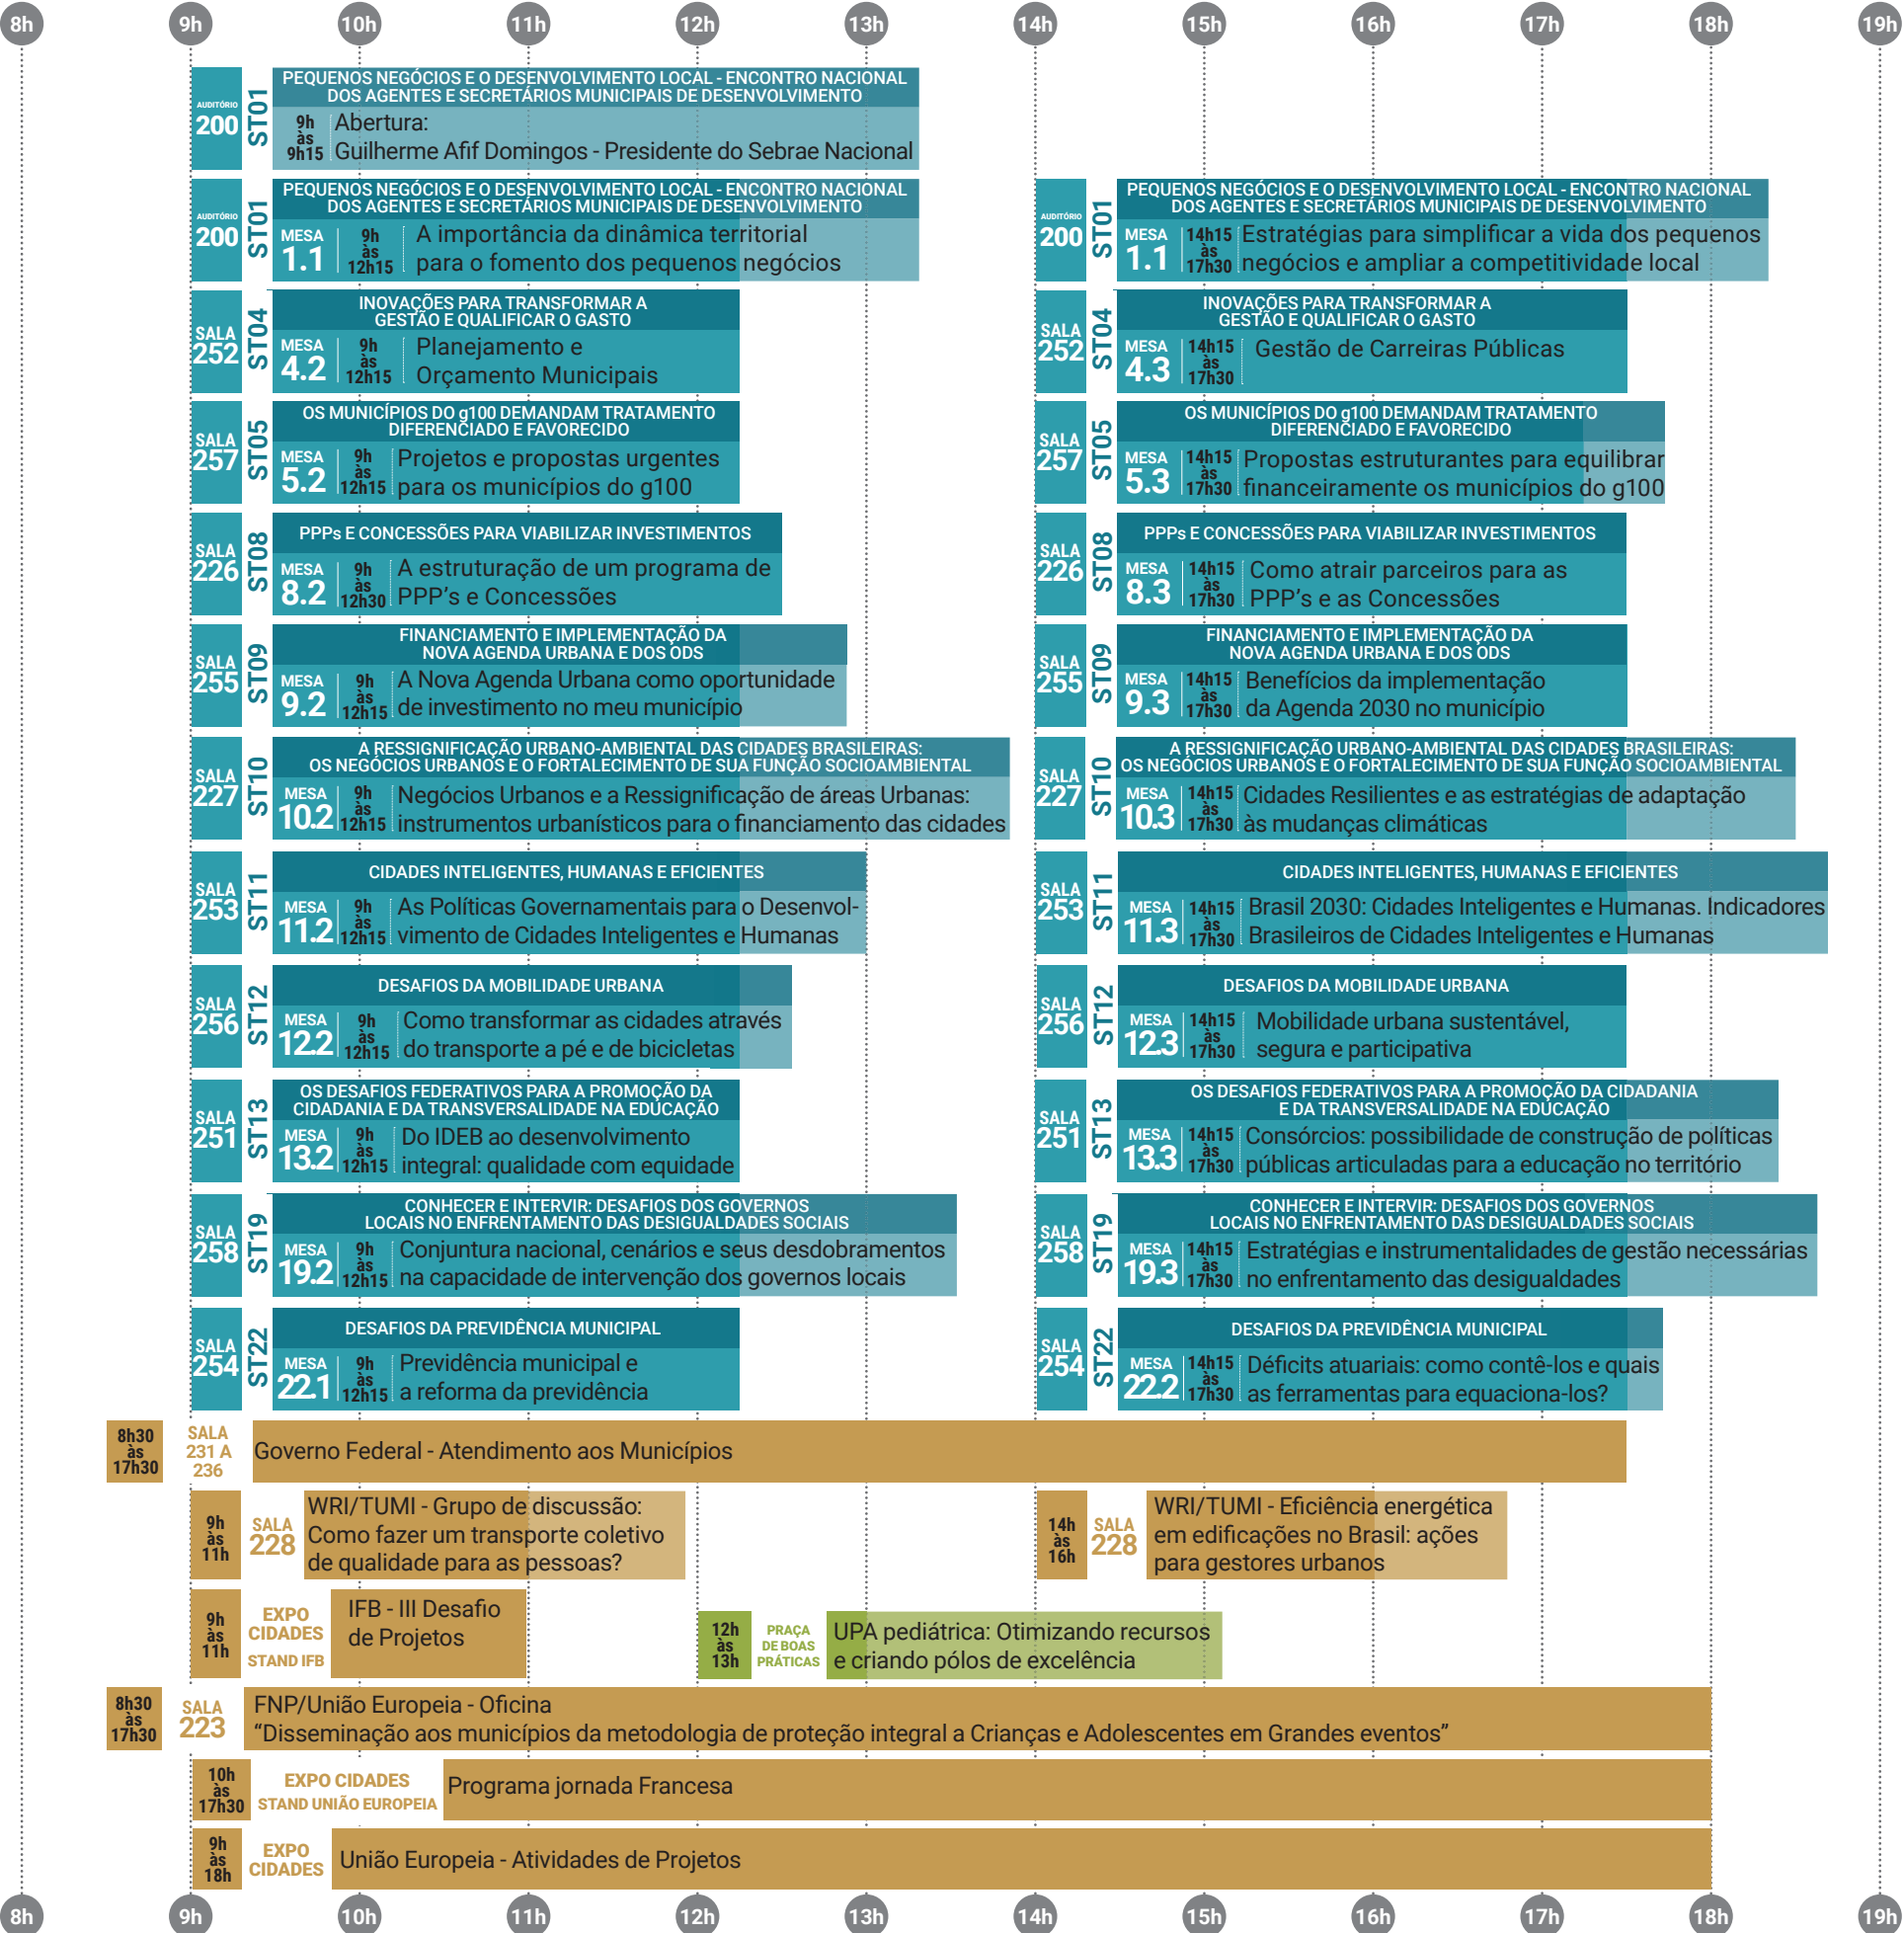 8h 9h 10h 11h 12h 13h 14h 15h 16h 17h 18h 19h
AUDITÓRIO
200
ST01
PEQUENOS NEGÓCIOS E O DESENVOLVIMENTO LOCAL - ENCONTRO NACIONAL
DOS AGENTES E SECRETÁRIOS MUNICIPAIS DE DESENVOLVIMENTO
9h
às
9h15
Abertura:
Guilherme Afif Domingos - Presidente do Sebrae Nacional
AUDITÓRIO
200
ST01
PEQUENOS NEGÓCIOS E O DESENVOLVIMENTO LOCAL - ENCONTRO NACIONAL
DOS AGENTES E SECRETÁRIOS MUNICIPAIS DE DESENVOLVIMENTO
MESA
1.1
9h
às
12h15
A importância da dinâmica territorial
para o fomento dos pequenos negócios
AUDITÓRIO
200
ST01
PEQUENOS NEGÓCIOS E O DESENVOLVIMENTO LOCAL - ENCONTRO NACIONAL
DOS AGENTES E SECRETÁRIOS MUNICIPAIS DE DESENVOLVIMENTO
MESA
1.1
14h15
às
17h30
Estratégias para simplificar a vida dos pequenos
negócios e ampliar a competitividade local
SALA
252
ST04
INOVAÇÕES PARA TRANSFORMAR A
GESTÃO E QUALIFICAR O GASTO
MESA
4.2
9h
às
12h15
Planejamento e
Orçamento Municipais
SALA
252
ST04
INOVAÇÕES PARA TRANSFORMAR A
GESTÃO E QUALIFICAR O GASTO
MESA
4.3
14h15
às
17h30
Gestão de Carreiras Públicas
SALA
257
ST05
OS MUNICÍPIOS DO g100 DEMANDAM TRATAMENTO
DIFERENCIADO E FAVORECIDO
MESA
5.2
9h
às
12h15
Projetos e propostas urgentes
para os municípios do g100
SALA
257
ST05
OS MUNICÍPIOS DO g100 DEMANDAM TRATAMENTO
DIFERENCIADO E FAVORECIDO
MESA
5.3
14h15
às
17h30
Propostas estruturantes para equilibrar
financeiramente os municípios do g100
SALA
226
ST08
PPPs E CONCESSÕES PARA VIABILIZAR INVESTIMENTOS
MESA
8.2
9h
às
12h30
A estruturação de um programa de
PPP's e Concessões
SALA
226
ST08
PPPs E CONCESSÕES PARA VIABILIZAR INVESTIMENTOS
MESA
8.3
14h15
às
17h30
Como atrair parceiros para as
PPP's e as Concessões
SALA
255
ST09
FINANCIAMENTO E IMPLEMENTAÇÃO DA
NOVA AGENDA URBANA E DOS ODS
MESA
9.2
9h
às
12h15
A Nova Agenda Urbana como oportunidade
de investimento no meu município
SALA
255
ST09
FINANCIAMENTO E IMPLEMENTAÇÃO DA
NOVA AGENDA URBANA E DOS ODS
MESA
9.3
14h15
às
17h30
Benefícios da implementação
da Agenda 2030 no município
SALA
227
ST10
A RESSIGNIFICAÇÃO URBANO-AMBIENTAL DAS CIDADES BRASILEIRAS:
OS NEGÓCIOS URBANOS E O FORTALECIMENTO DE SUA FUNÇÃO SOCIOAMBIENTAL
MESA
10.2
9h
às
12h15
Negócios Urbanos e a Ressignificação de áreas Urbanas:
instrumentos urbanísticos para o financiamento das cidades
SALA
227
ST10
A RESSIGNIFICAÇÃO URBANO-AMBIENTAL DAS CIDADES BRASILEIRAS:
OS NEGÓCIOS URBANOS E O FORTALECIMENTO DE SUA FUNÇÃO SOCIOAMBIENTAL
MESA
10.3
14h15
às
17h30
Cidades Resilientes e as estratégias de adaptação
às mudanças climáticas
SALA
253
ST11
CIDADES INTELIGENTES, HUMANAS E EFICIENTES
MESA
11.2
9h
às
12h15
As Políticas Governamentais para o Desenvol-
vimento de Cidades Inteligentes e Humanas
SALA
253
ST11
CIDADES INTELIGENTES, HUMANAS E EFICIENTES
MESA
11.3
14h15
às
17h30
Brasil 2030: Cidades Inteligentes e Humanas. Indicadores
Brasileiros de Cidades Inteligentes e Humanas
SALA
256
ST12
DESAFIOS DA MOBILIDADE URBANA
MESA
12.2
9h
às
12h15
Como transformar as cidades através
do transporte a pé e de bicicletas
SALA
256
ST12
DESAFIOS DA MOBILIDADE URBANA
MESA
12.3
14h15
às
17h30
Mobilidade urbana sustentável,
segura e participativa
SALA
251
ST13
OS DESAFIOS FEDERATIVOS PARA A PROMOÇÃO DA
CIDADANIA E DA TRANSVERSALIDADE NA EDUCAÇÃO
MESA
13.2
9h
às
12h15
Do IDEB ao desenvolvimento
integral: qualidade com equidade
SALA
251
ST13
OS DESAFIOS FEDERATIVOS PARA A PROMOÇÃO DA CIDADANIA
E DA TRANSVERSALIDADE NA EDUCAÇÃO
MESA
13.3
14h15
às
17h30
Consórcios: possibilidade de construção de políticas
públicas articuladas para a educação no território
SALA
258
ST19
CONHECER E INTERVIR: DESAFIOS DOS GOVERNOS
LOCAIS NO ENFRENTAMENTO DAS DESIGUALDADES SOCIAIS
MESA
19.2
9h
às
12h15
Conjuntura nacional, cenários e seus desdobramentos
na capacidade de intervenção dos governos locais
SALA
258
ST19
CONHECER E INTERVIR: DESAFIOS DOS GOVERNOS
LOCAIS NO ENFRENTAMENTO DAS DESIGUALDADES SOCIAIS
MESA
19.3
14h15
às
17h30
Estratégias e instrumentalidades de gestão necessárias
no enfrentamento das desigualdades
SALA
254
ST22
DESAFIOS DA PREVIDÊNCIA MUNICIPAL
MESA
22.1
9h
às
12h15
Previdência municipal e
a reforma da previdência
SALA
254
ST22
DESAFIOS DA PREVIDÊNCIA MUNICIPAL
MESA
22.2
14h15
às
17h30
Déficits atuariais: como contê-los e quais
as ferramentas para equaciona-los?
8h30
às
17h30
SALA
231 A
236
Governo Federal - Atendimento aos Municípios
9h
às
11h
SALA
228
WRI/TUMI - Grupo de discussão:
Como fazer um transporte coletivo
de qualidade para as pessoas?
14h
às
16h
SALA
228
WRI/TUMI - Eficiência energética
em edificações no Brasil: ações
para gestores urbanos
9h
às
11h
EXPO
CIDADES
STAND IFB
IFB - III Desafio
de Projetos
12h
às
13h
PRAÇA
DE BOAS
PRÁTICAS
UPA pediátrica: Otimizando recursos
e criando pólos de excelência
8h30
às
17h30
SALA
223
FNP/União Europeia - Oficina
“Disseminação aos municípios da metodologia de proteção integral a Crianças e Adolescentes em Grandes eventos”
10h
às
17h30
EXPO CIDADES
STAND UNIÃO EUROPEIA
Programa jornada Francesa
9h
às
18h
EXPO
CIDADES
União Europeia - Atividades de Projetos
8h 9h 10h 11h 12h 13h 14h 15h 16h 17h 18h 19h